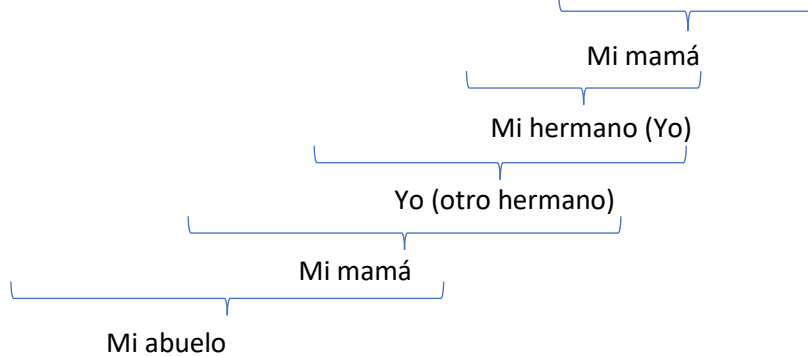 Mi mamá
Mi hermano (Yo)
Yo (otro hermano)
Mi mamá
Mi abuelo